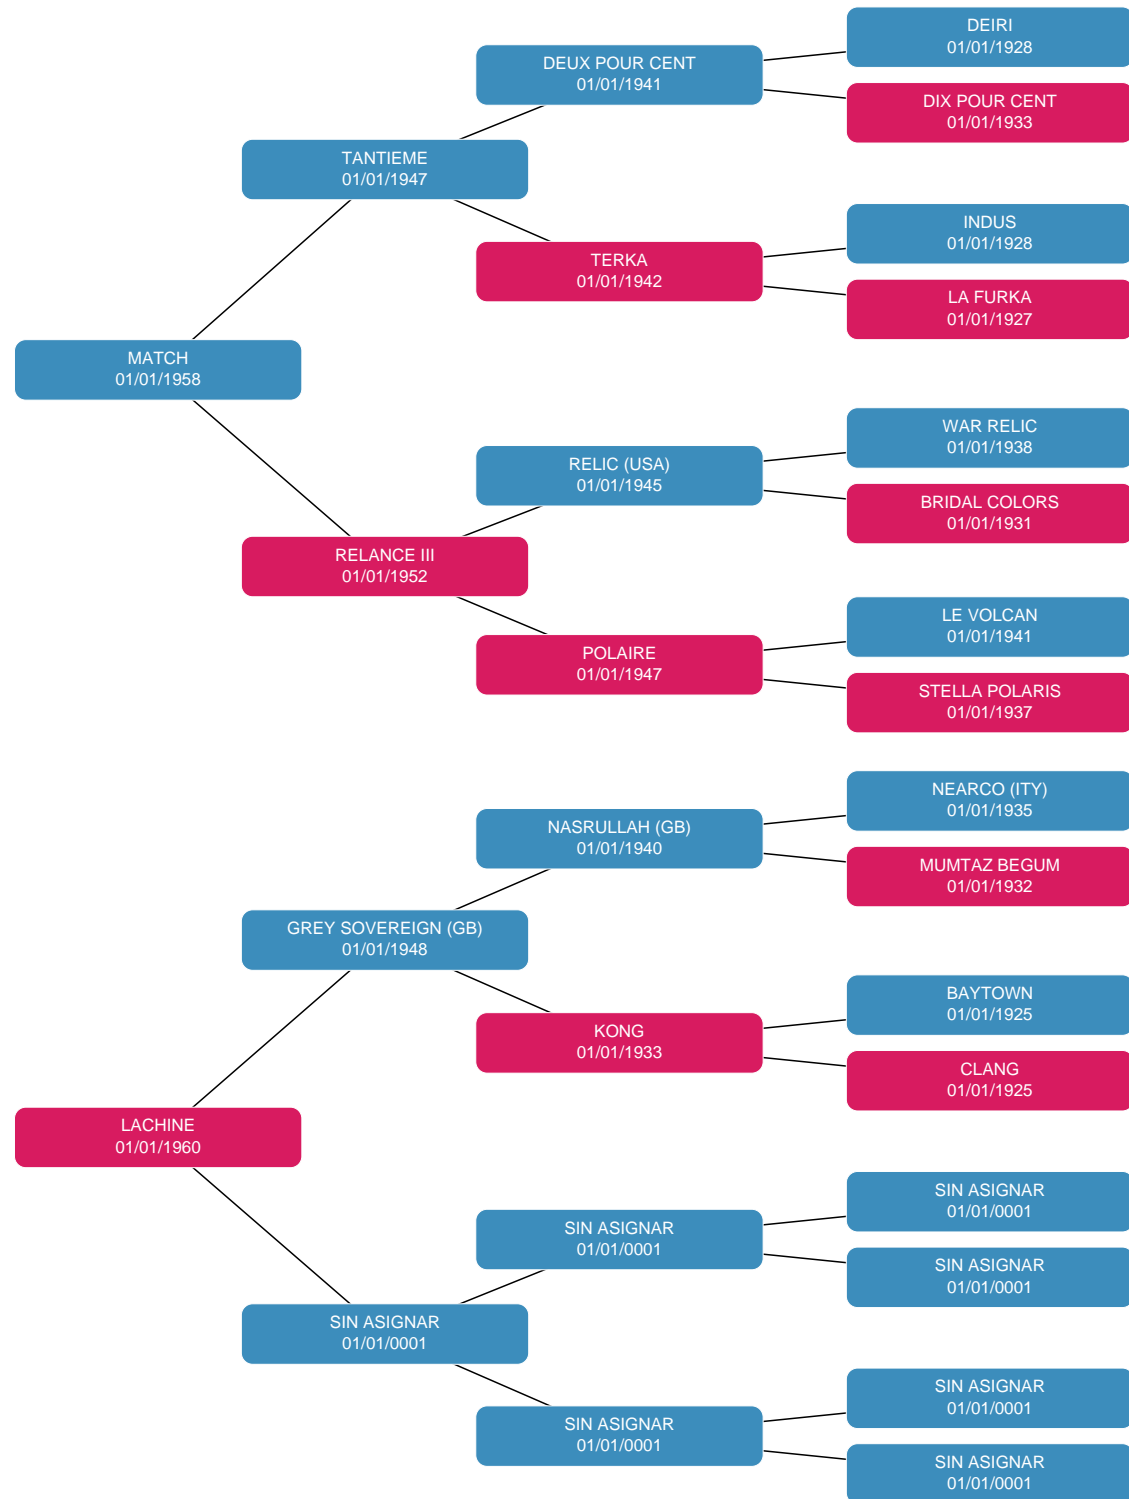 DEIRI
01/01/1928
DEUX POUR CENT
01/01/1941
DIX POUR CENT
01/01/1933
TANTIEME
01/01/1947
INDUS
01/01/1928
TERKA
01/01/1942
LA FURKA
01/01/1927
MATCH
01/01/1958
WAR RELIC
01/01/1938
RELIC (USA)
01/01/1945
BRIDAL COLORS
01/01/1931
RELANCE III
01/01/1952
LE VOLCAN
01/01/1941
POLAIRE
01/01/1947
STELLA POLARIS
01/01/1937
NEARCO (ITY)
01/01/1935
NASRULLAH (GB)
01/01/1940
MUMTAZ BEGUM
01/01/1932
GREY SOVEREIGN (GB)
01/01/1948
BAYTOWN
01/01/1925
KONG
01/01/1933
CLANG
01/01/1925
LACHINE
01/01/1960
SIN ASIGNAR
01/01/0001
SIN ASIGNAR
01/01/0001
SIN ASIGNAR
01/01/0001
SIN ASIGNAR
01/01/0001
SIN ASIGNAR
01/01/0001
SIN ASIGNAR
01/01/0001
SIN ASIGNAR
01/01/0001